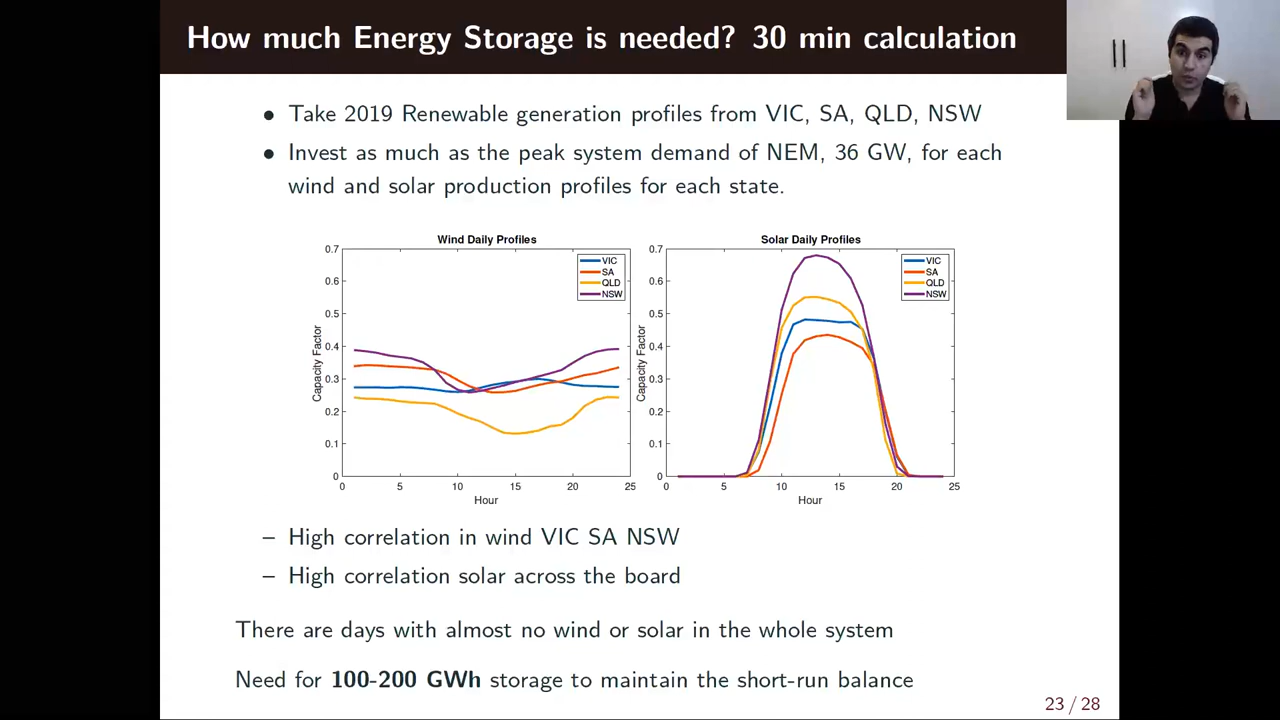 How much Energy Storage is needed? 30 min calculation
• Take 2019 Renewable generation profiles from VIC, SA, QLD, NSW
• Invest as much as the peak system demand of NEM, 36 GW, for each
wind and solar production profiles for each state.
Wind Daily Profiles
0.7
0.6
0.5
0.4
0.3
0.2
0.1
0
Capacity Factor
VIC
SA
QLD
NSW
0 5 10 15 20 25
Hour
Solar Daily Profiles
0.7
0.6
0.5
0.4
0.3
0.2
0.1
0
Capacity Factor
VIC
SA
QLD
NSW
0 5 10 15 20 25
Hour
– High correlation in wind VIC SA NSW
– High correlation solar across the board
There are days with almost no wind or solar in the whole system
Need for 100-200 GWh storage to maintain the short-run balance
23 / 28